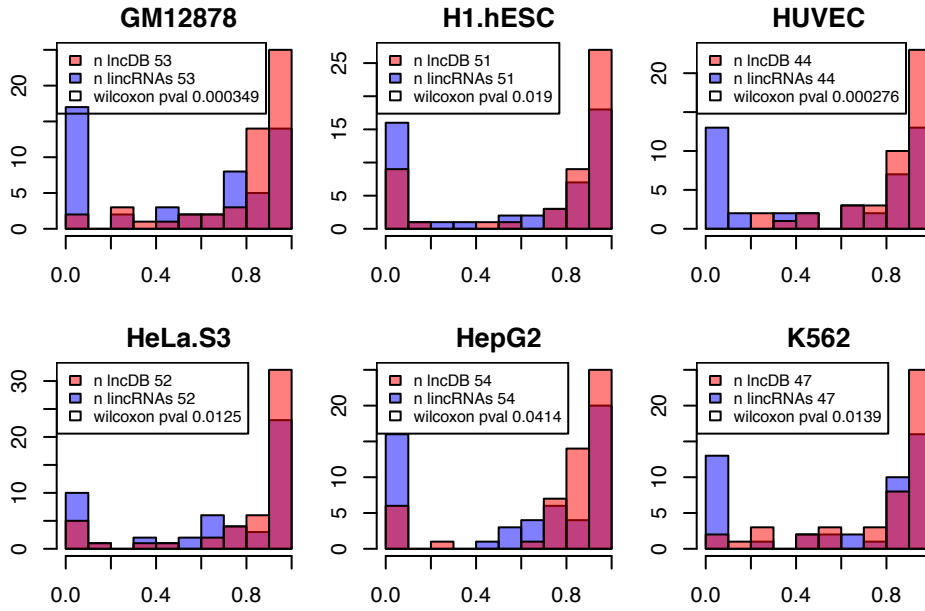 GM12878
n lncDB 53
n lincRNAs 53
wilcoxon pval 0.000349
0 5 10 20
0.0 0.4 0.8
H1.hESC
n lncDB 51
n lincRNAs 51
wilcoxon pval 0.019
0 5 15 25
0.0 0.4 0.8
HUVEC
n lncDB 44
n lincRNAs 44
wilcoxon pval 0.000276
0 5 10 20
0.0 0.4 0.8
HeLa.S3
n lncDB 52
n lincRNAs 52
wilcoxon pval 0.0125
0 10 20 30
0.0 0.4 0.8
HepG2
n lncDB 54
n lincRNAs 54
wilcoxon pval 0.0414
0 5 10 20
0.0 0.4 0.8
K562
n lncDB 47
n lincRNAs 47
wilcoxon pval 0.0139
0 5 10 20
0.0 0.4 0.8